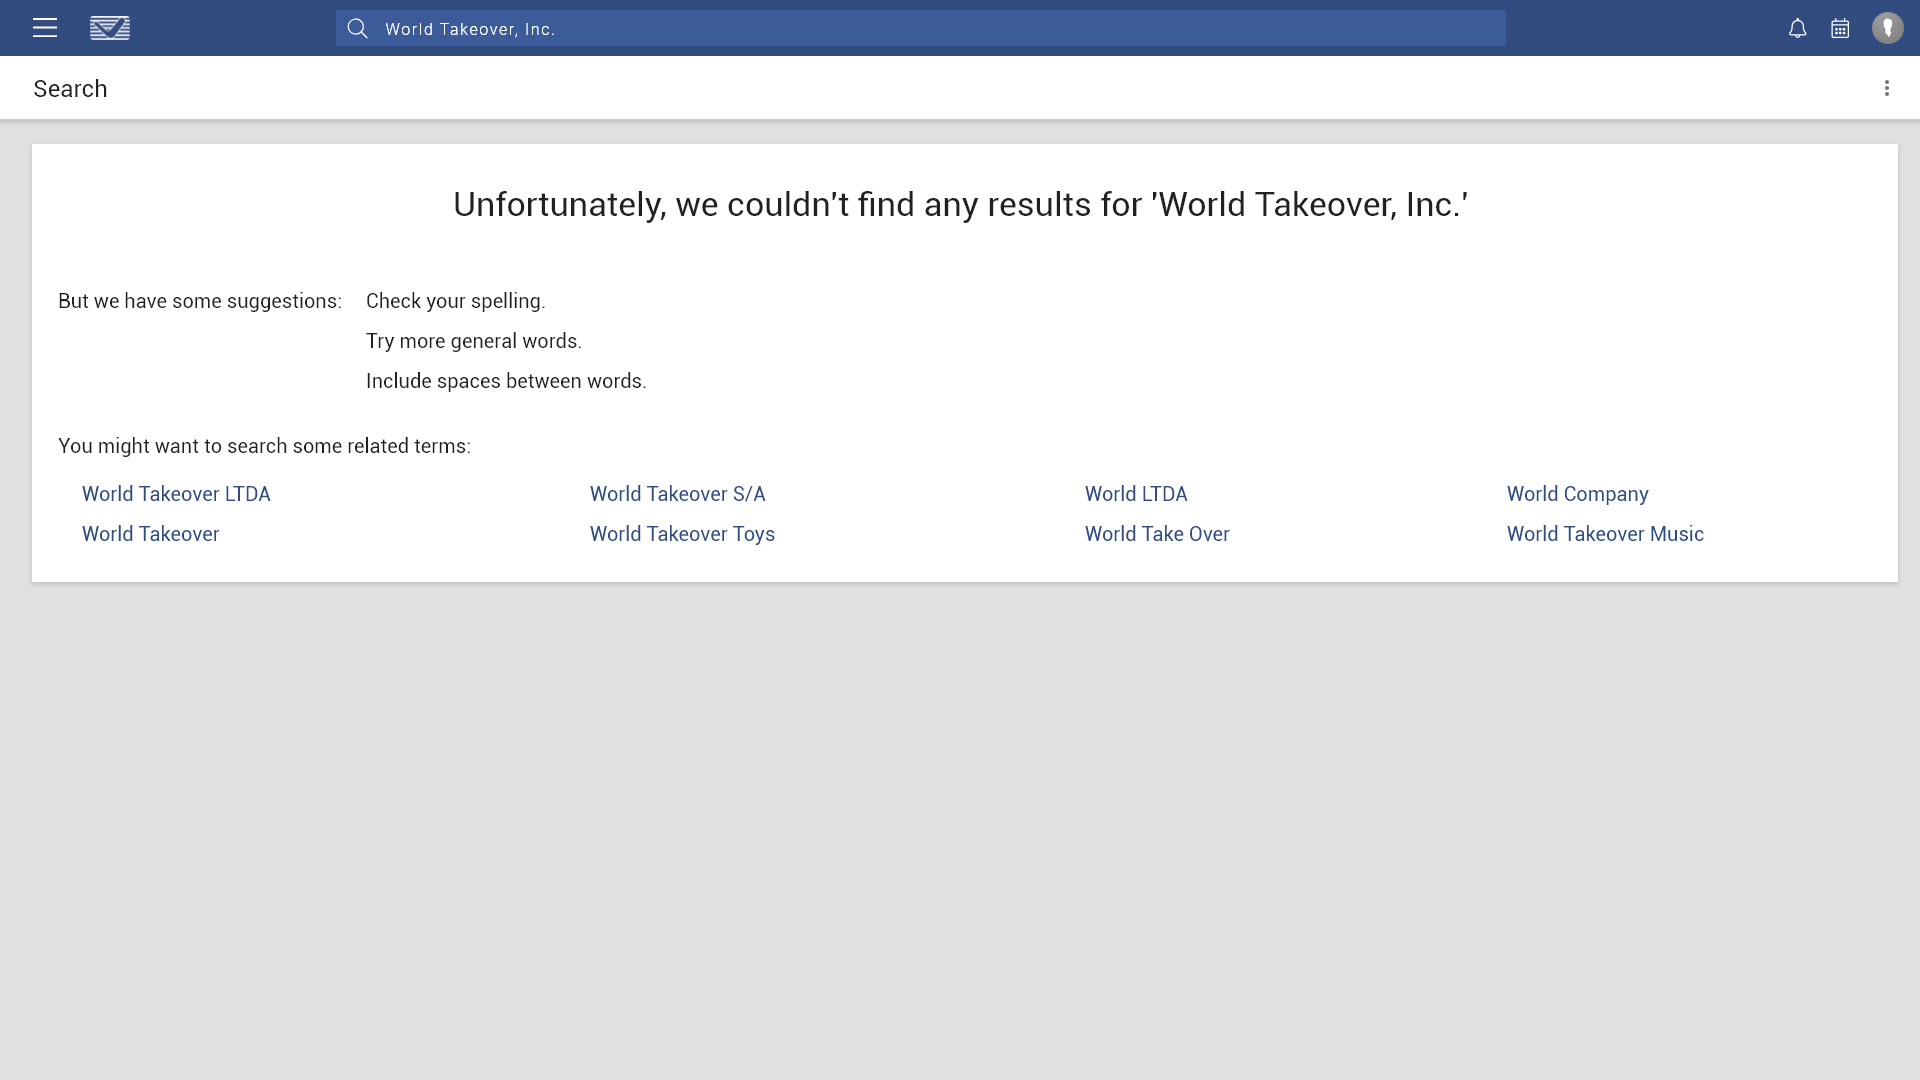 World Takeover, Inc.
Search
Unfortunately, we couldn't find any results for 'World Takeover, Inc.'
But we have some suggestions: Check your spelling.
Try more general words.
Include spaces between words.
You might want to search some related terms:
World Takeover LTDA World Takeover S/A World LTDA World Company
World Takeover World Takeover Toys World Take Over World Takeover Music